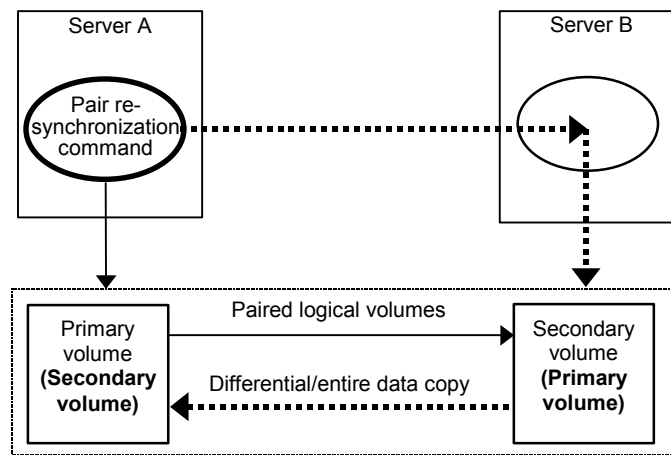 Server A
Server B
Pair re-
synchronization
command
Paired logical volumes
Primary
volume
(Secondary
volume)
Secondary
volume
(Primary
volume)
Differential/entire data copy